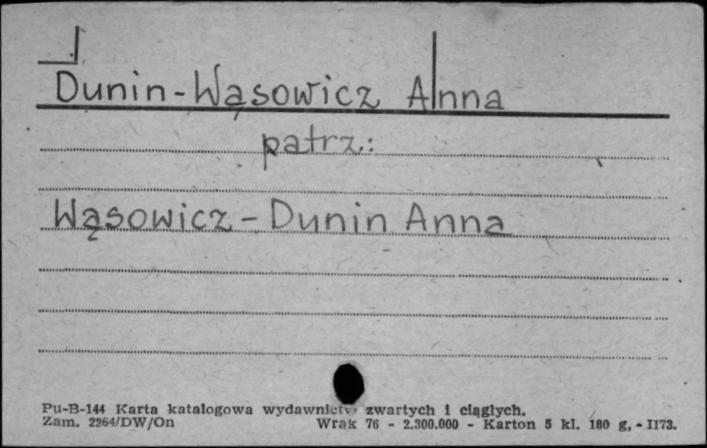 Dunin-Wąsowicz Anna
patrz:
Wąsowicz-Dunin Anna
Pu-B-144 Karta katalogowa wydawnictw zwartych i ciągłych.
Zam. 2264/DW/On Wrak 76 - 2.300.000 - Karton 5 kl. 180 g, - II73.